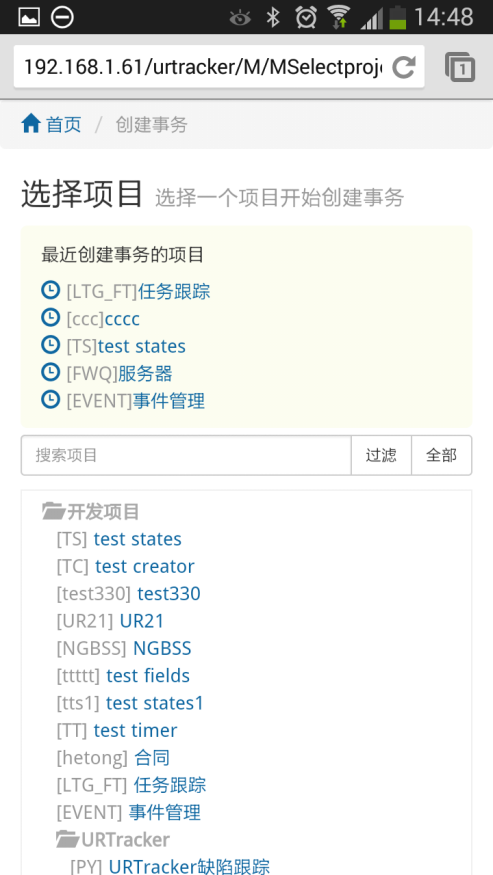 14:48
192.168.1.61/urtracker/M/MSelectproj
1
首页 / 创建事务
选择项目 选择一个项目开始创建事务
最近创建事务的项目
[LTG_FT]任务跟踪
[ccc]cccc
[TS]test states
[FWQ]服务器
[EVENT]事件管理
搜索项目 过滤 全部
开发项目
[TS] test states
[TC] test creator
[test330] test330
[UR21] UR21
[NGBSS] NGBSS
[ttttt] test fields
[tts1] test states1
[TT] test timer
[hetong] 合同
[LTG_FT] 任务跟踪
[EVENT] 事件管理
URTracker
[PY] URTracker缺陷跟踪